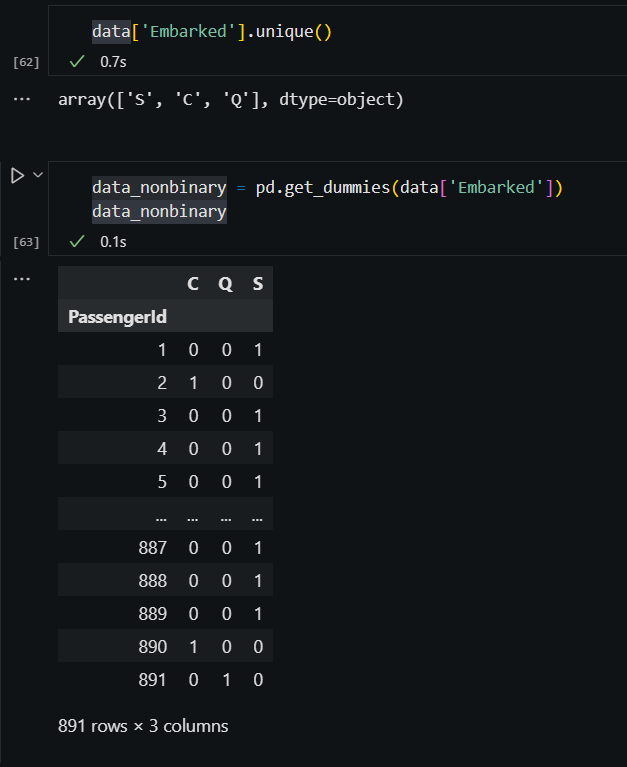 data['Embarked'].unique()
[62] ✓ 0.7s
... array(['S', 'C', 'Q'], dtype=object)
data_nonbinary = pd.get_dummies(data['Embarked'])
data_nonbinary
[63] ✓ 0.1s
...
C Q S
PassengerId
1 0 0 1
2 1 0 0
3 0 0 1
4 0 0 1
5 0 0 1
... ... ... ...
887 0 0 1
888 0 0 1
889 0 0 1
890 1 0 0
891 0 1 0
891 rows × 3 columns